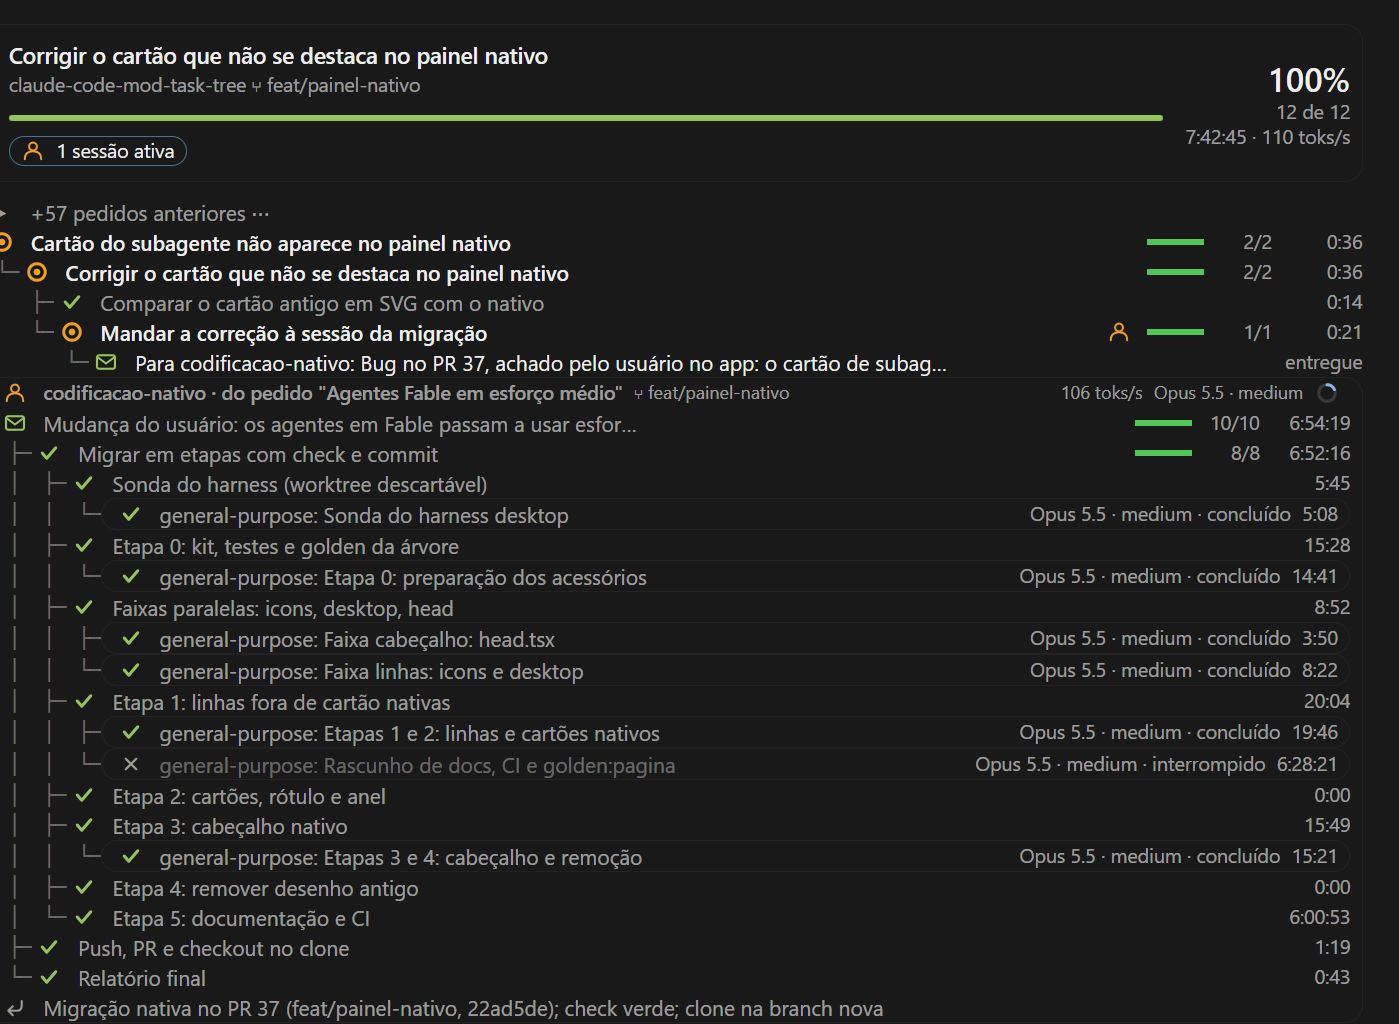 Corrigir o cartão que não se destaca no painel nativo
claude-code-mod-task-tree feat/painel-nativo
100%
12 de 12
7:42:45 · 110 toks/s
1 sessão ativa
+57 pedidos anteriores ···
Cartão do subagente não aparece no painel nativo 2/2 0:36
Corrigir o cartão que não se destaca no painel nativo 2/2 0:36
Comparar o cartão antigo em SVG com o nativo 0:14
Mandar a correção à sessão da migração 1/1 0:21
Para codificacao-nativo: Bug no PR 37, achado pelo usuário no app: o cartão de subag... entregue
codificacao-nativo · do pedido "Agentes Fable em esforço médio" feat/painel-nativo 106 toks/s Opus 5.5 · medium
Mudança do usuário: os agentes em Fable passam a usar esfor... 10/10 6:54:19
Migrar em etapas com check e commit 8/8 6:52:16
Sonda do harness (worktree descartável) 5:45
general-purpose: Sonda do harness desktop Opus 5.5 · medium · concluído 5:08
Etapa 0: kit, testes e golden da árvore 15:28
general-purpose: Etapa 0: preparação dos acessórios Opus 5.5 · medium · concluído 14:41
Faixas paralelas: icons, desktop, head 8:52
general-purpose: Faixa cabeçalho: head.tsx Opus 5.5 · medium · concluído 3:50
general-purpose: Faixa linhas: icons e desktop Opus 5.5 · medium · concluído 8:22
Etapa 1: linhas fora de cartão nativas 20:04
general-purpose: Etapas 1 e 2: linhas e cartões nativos Opus 5.5 · medium · concluído 19:46
general-purpose: Rascunho de docs, CI e golden:pagina Opus 5.5 · medium · interrompido 6:28:21
Etapa 2: cartões, rótulo e anel 0:00
Etapa 3: cabeçalho nativo 15:49
general-purpose: Etapas 3 e 4: cabeçalho e remoção Opus 5.5 · medium · concluído 15:21
Etapa 4: remover desenho antigo 0:00
Etapa 5: documentação e CI 6:00:53
Push, PR e checkout no clone 1:19
Relatório final 0:43
Migração nativa no PR 37 (feat/painel-nativo, 22ad5de); check verde; clone na branch nova